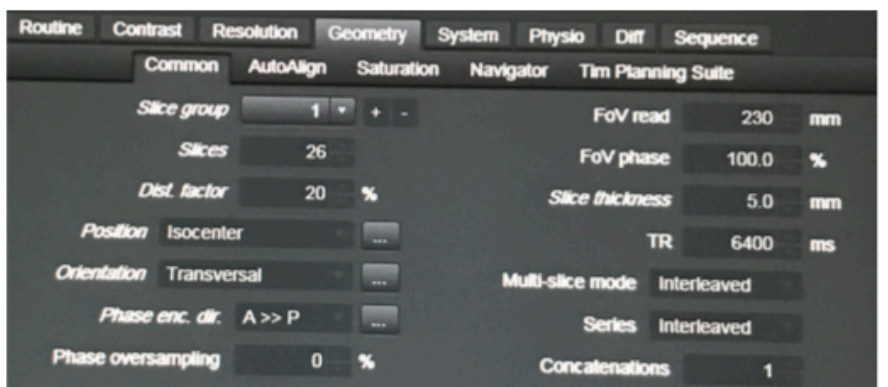 Routine Contrast Resolution Geometry System Physio Diff Sequence
Common AutoAlign Saturation Navigator Tim Planning Suite
Slice group 1 + -
Slices 26
Dist. factor 20 %
Position Isocenter ...
Orientation Transversal ...
Phase enc. dir. A >> P ...
Phase oversampling 0 %
FoV read 230 mm
FoV phase 100.0 %
Slice thickness 5.0 mm
TR 6400 ms
Multi-slice mode Interleaved
Series Interleaved
Concatenations 1